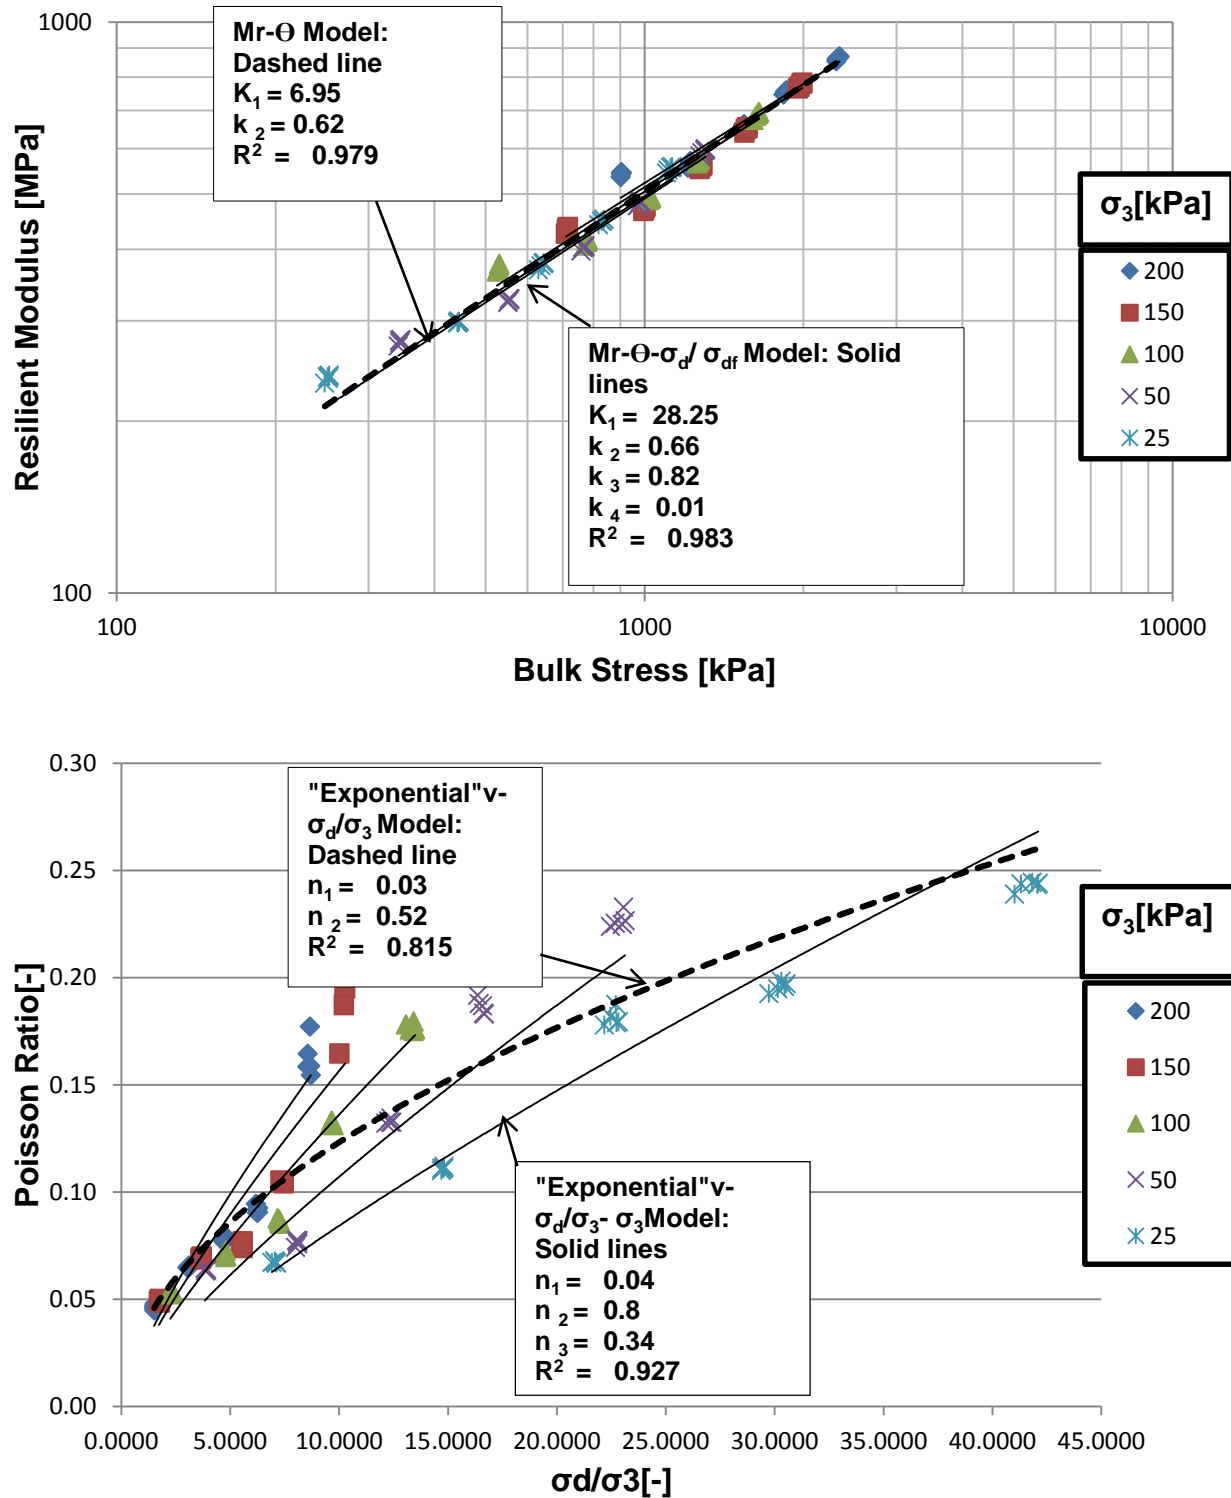 1000
Mr-Ɵ Model:
Dashed line
K1 = 6.95
k 2 = 0.62
R2 = 0.979
Resilient Modulus [MPa]
σ3[kPa]
200
150
100
50
25
Mr-Ɵ-σd/ σdf Model: Solid
lines
K1 = 28.25
k 2 = 0.66
k 3 = 0.82
k 4 = 0.01
R2 = 0.983
100
100
1000
10000
Bulk Stress [kPa]
0.30
0.25
0.20
0.15
0.10
0.05
0.00
Poisson Ratio[-]
"Exponential"v-
σd/σ3 Model:
Dashed line
n1 = 0.03
n 2 = 0.52
R2 = 0.815
σ3[kPa]
200
150
100
50
25
"Exponential"v-
σd/σ3- σ3Model:
Solid lines
n1 = 0.04
n 2 = 0.8
n 3 = 0.34
R2 = 0.927
0.0000 5.0000 10.0000 15.0000 20.0000 25.0000 30.0000 35.0000 40.0000 45.0000
σd/σ3[-]